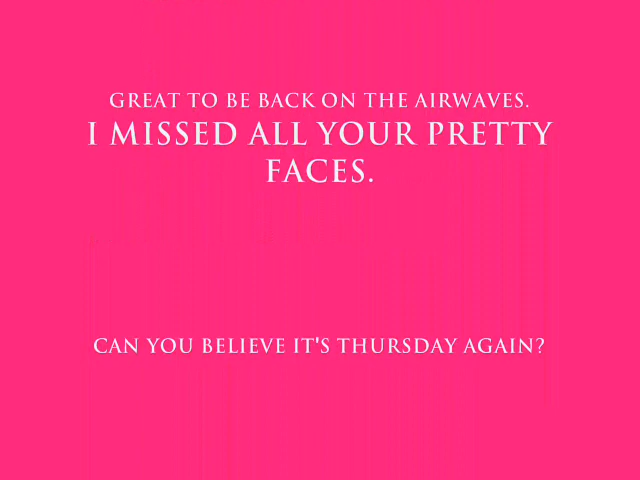 GREAT TO BE BACK ON THE AIRWAVES.
I MISSED ALL YOUR PRETTY
FACES.
CAN YOU BELIEVE IT'S THURSDAY AGAIN?